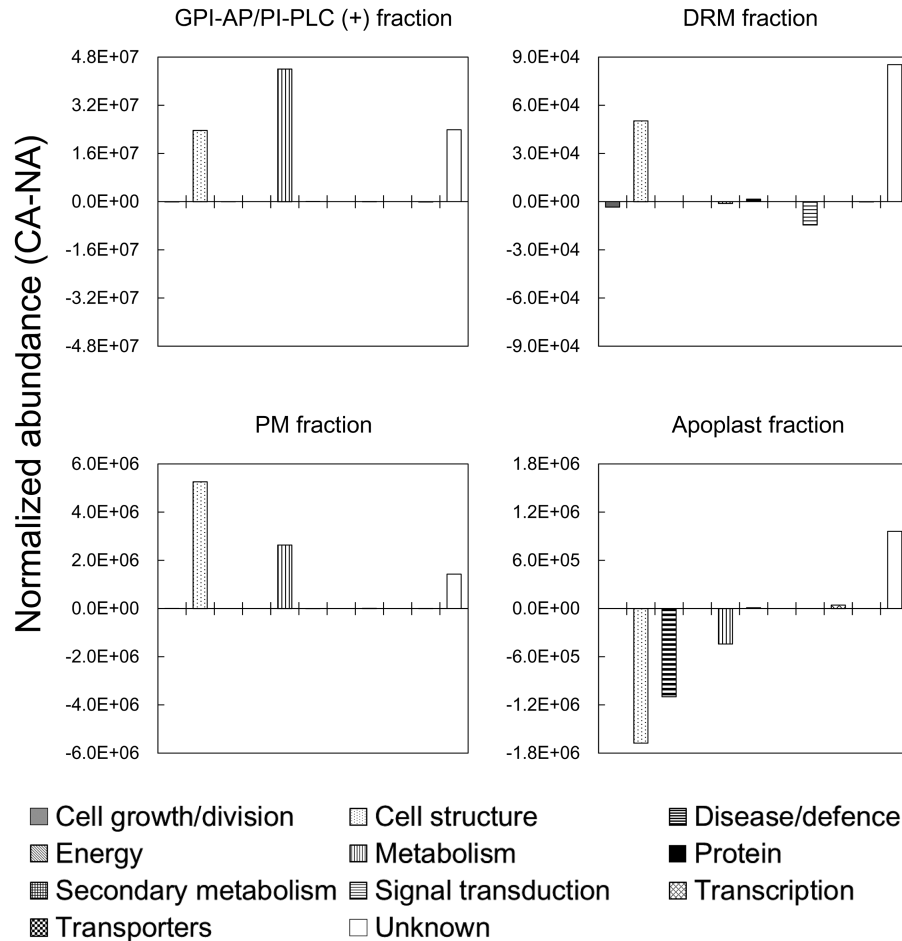 GPI-AP/PI-PLC (+) fraction
4.8E+07
3.2E+07
1.6E+07
0.0E+00
-1.6E+07
-3.2E+07
-4.8E+07
DRM fraction
9.0E+04
6.0E+04
3.0E+04
0.0E+00
-3.0E+04
-6.0E+04
-9.0E+04
Normalized abundance (CA-NA)
PM fraction
6.0E+06
4.0E+06
2.0E+06
0.0E+00
-2.0E+06
-4.0E+06
-6.0E+06
Apoplast fraction
1.8E+06
1.2E+06
6.0E+05
0.0E+00
-6.0E+05
-1.2E+06
-1.8E+06
Cell growth/division
Cell structure
Disease/defence
Energy
Metabolism
Protein
Secondary metabolism
Signal transduction
Transcription
Transporters
Unknown